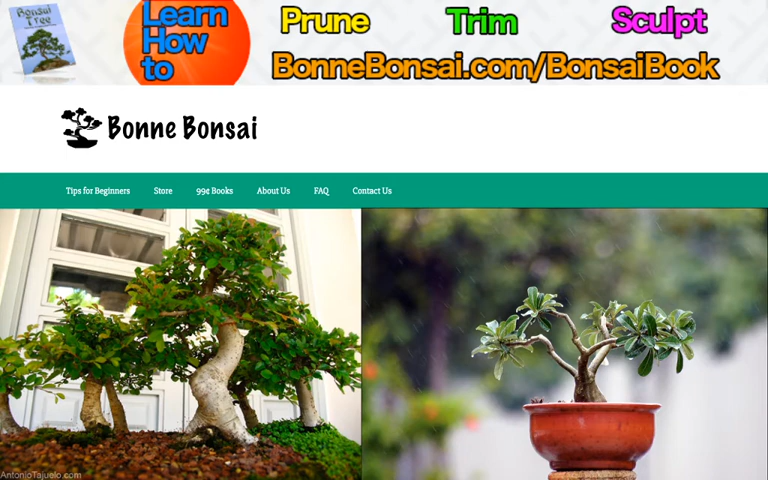 Bonsai
Tree
Learn
How
to
Prune
Trim
Sculpt
BonneBonsai.com/BonsaiBook
Bonne Bonsai
Tips for Beginners
Store
99¢ Books
About Us
FAQ
Contact Us
AntonioTajuelo.com